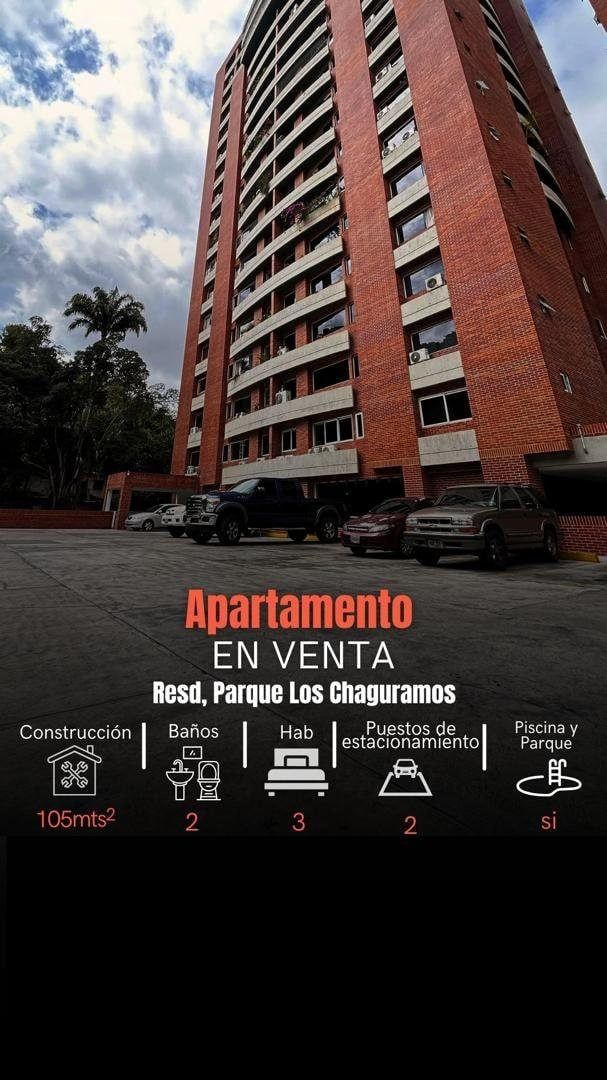 Apartamento
EN VENTA
Resd, Parque Los Chaguramos
Construcción
Baños
Hab
Puestos de
estacionamiento
Piscina y
Parque
105mts²
2
3
2
si